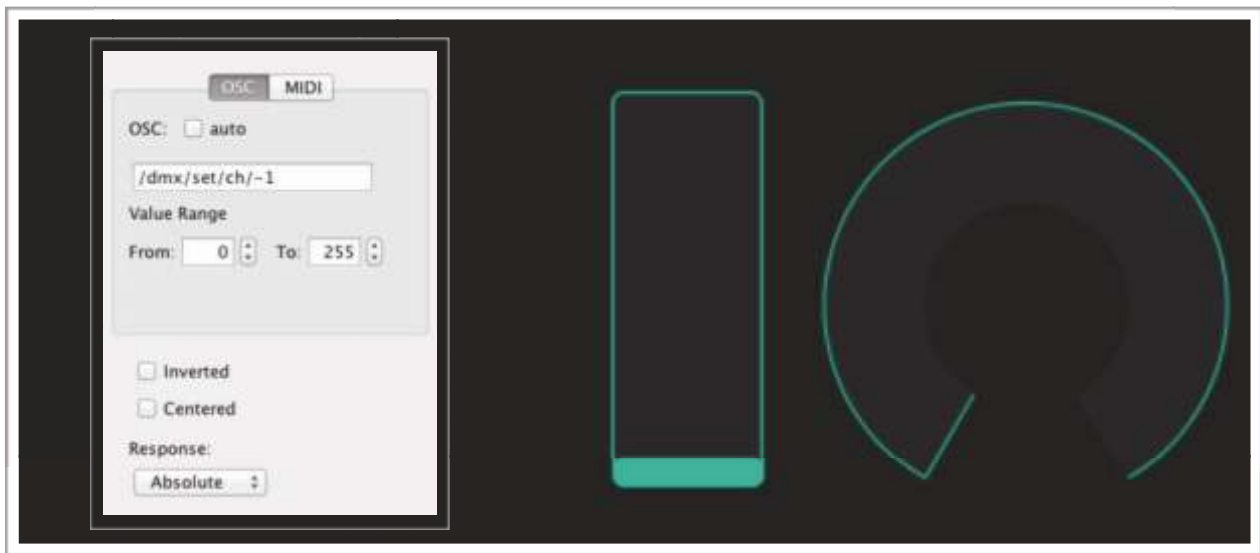 OSC MIDI
OSC: auto
/dmx/set/ch/~1
Value Range
From: 0 To: 255
Inverted
Centered
Response:
Absolute